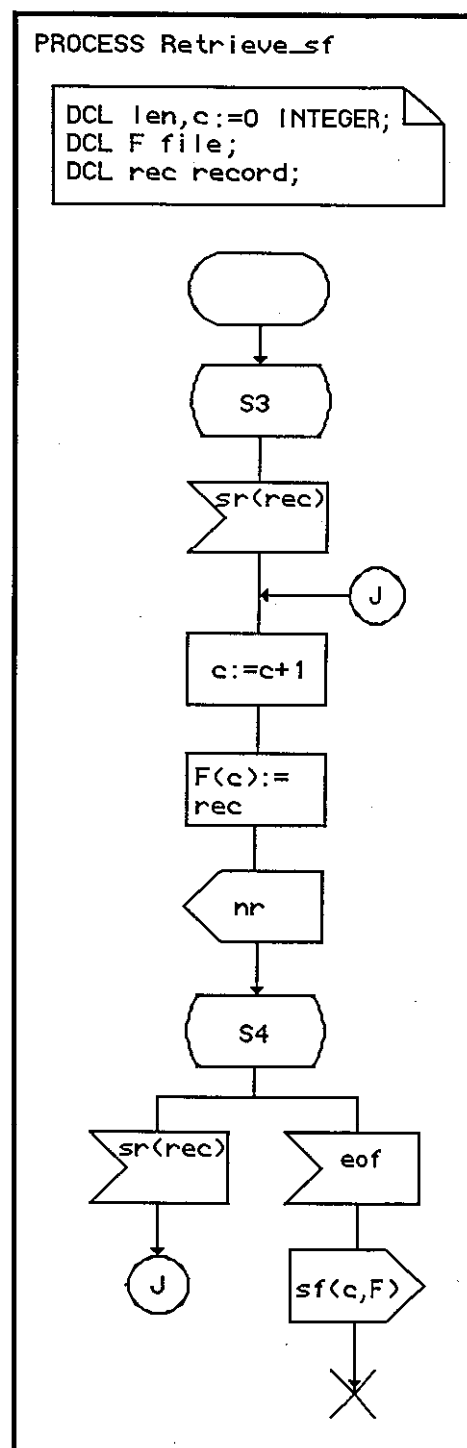 PROCESS Retrieve_sf
DCL len,c:=0 INTEGER;
DCL F file;
DCL rec record;
S3
sr(rec)
J
c:=c+1
F(c):=
rec
nr
S4
sr(rec)
eof
J
sf(c,F)